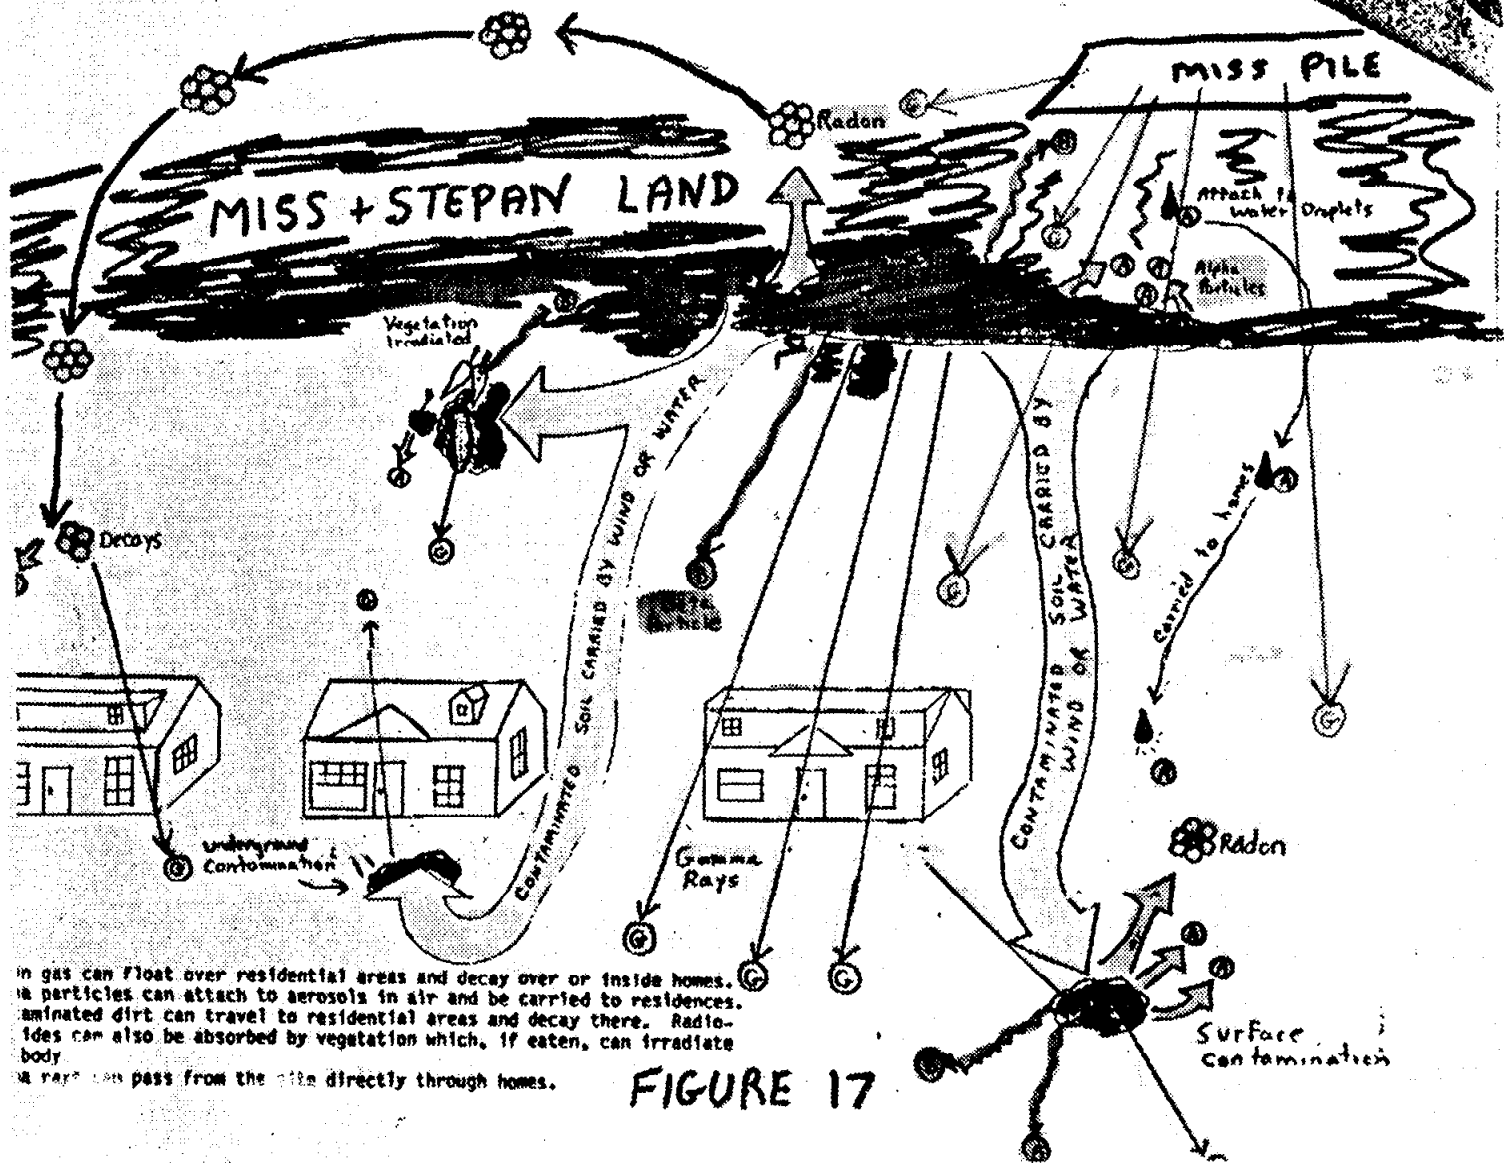 MISS PILE
Radon
G
B
MISS + STEPAN LAND
Attach to
Water Droplets
A
G
A
A
A
Alpha
Particles
B
Vegetation
Irradiated
A
G
Decays
CONTAMINATED SOIL CARRIED BY WIND OR WATER
B
Beta
Particle
G
G
CONTAMINATED SOIL CARRIED BY
WIND OR WATER
A
Carried to homes
G
G
A
G
Underground
Contamination
Gamma
Rays
Radon
G
G
G
A
A
Surface
Contamination
n gas can float over residential areas and decay over or inside homes.
a particles can attach to aerosols in air and be carried to residences.
aminated dirt can travel to residential areas and decay there. Radio-
ides can also be absorbed by vegetation which, if eaten, can irradiate
body
a rays can pass from the pile directly through homes.
FIGURE 17